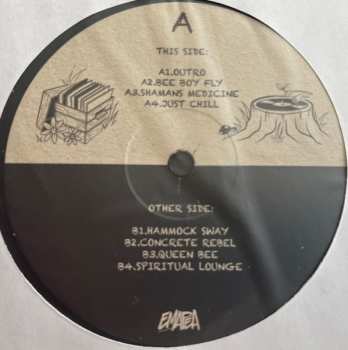 A
THIS SIDE:
A1.OUTRO
A2.BEE BOY FLY
A3.SHAMANS MEDICINE
A4.JUST CHILL
OTHER SIDE:
B1.HAMMOCK SWAY
B2.CONCRETE REBEL
B3.QUEEN BEE
B4.SPIRITUAL LOUNGE